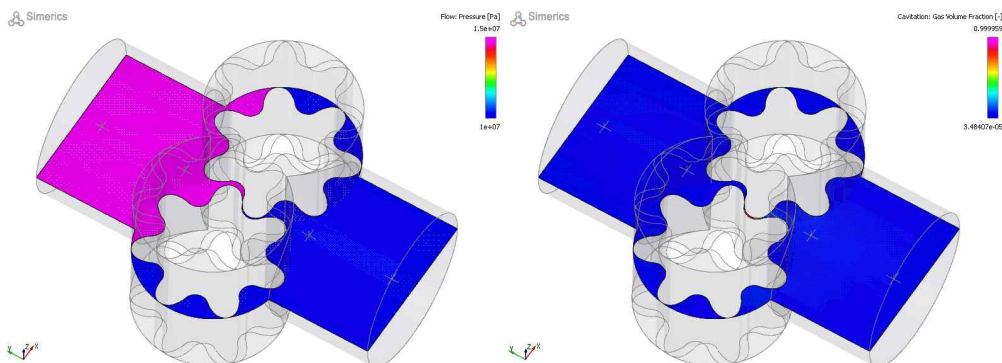 Simerics
Flow: Pressure [Pa]
1.5e+07
1e+07
Y Z X
Simerics
Cavitation: Gas Volume Fraction [-]
0.999959
3.48407e-05
Y Z X